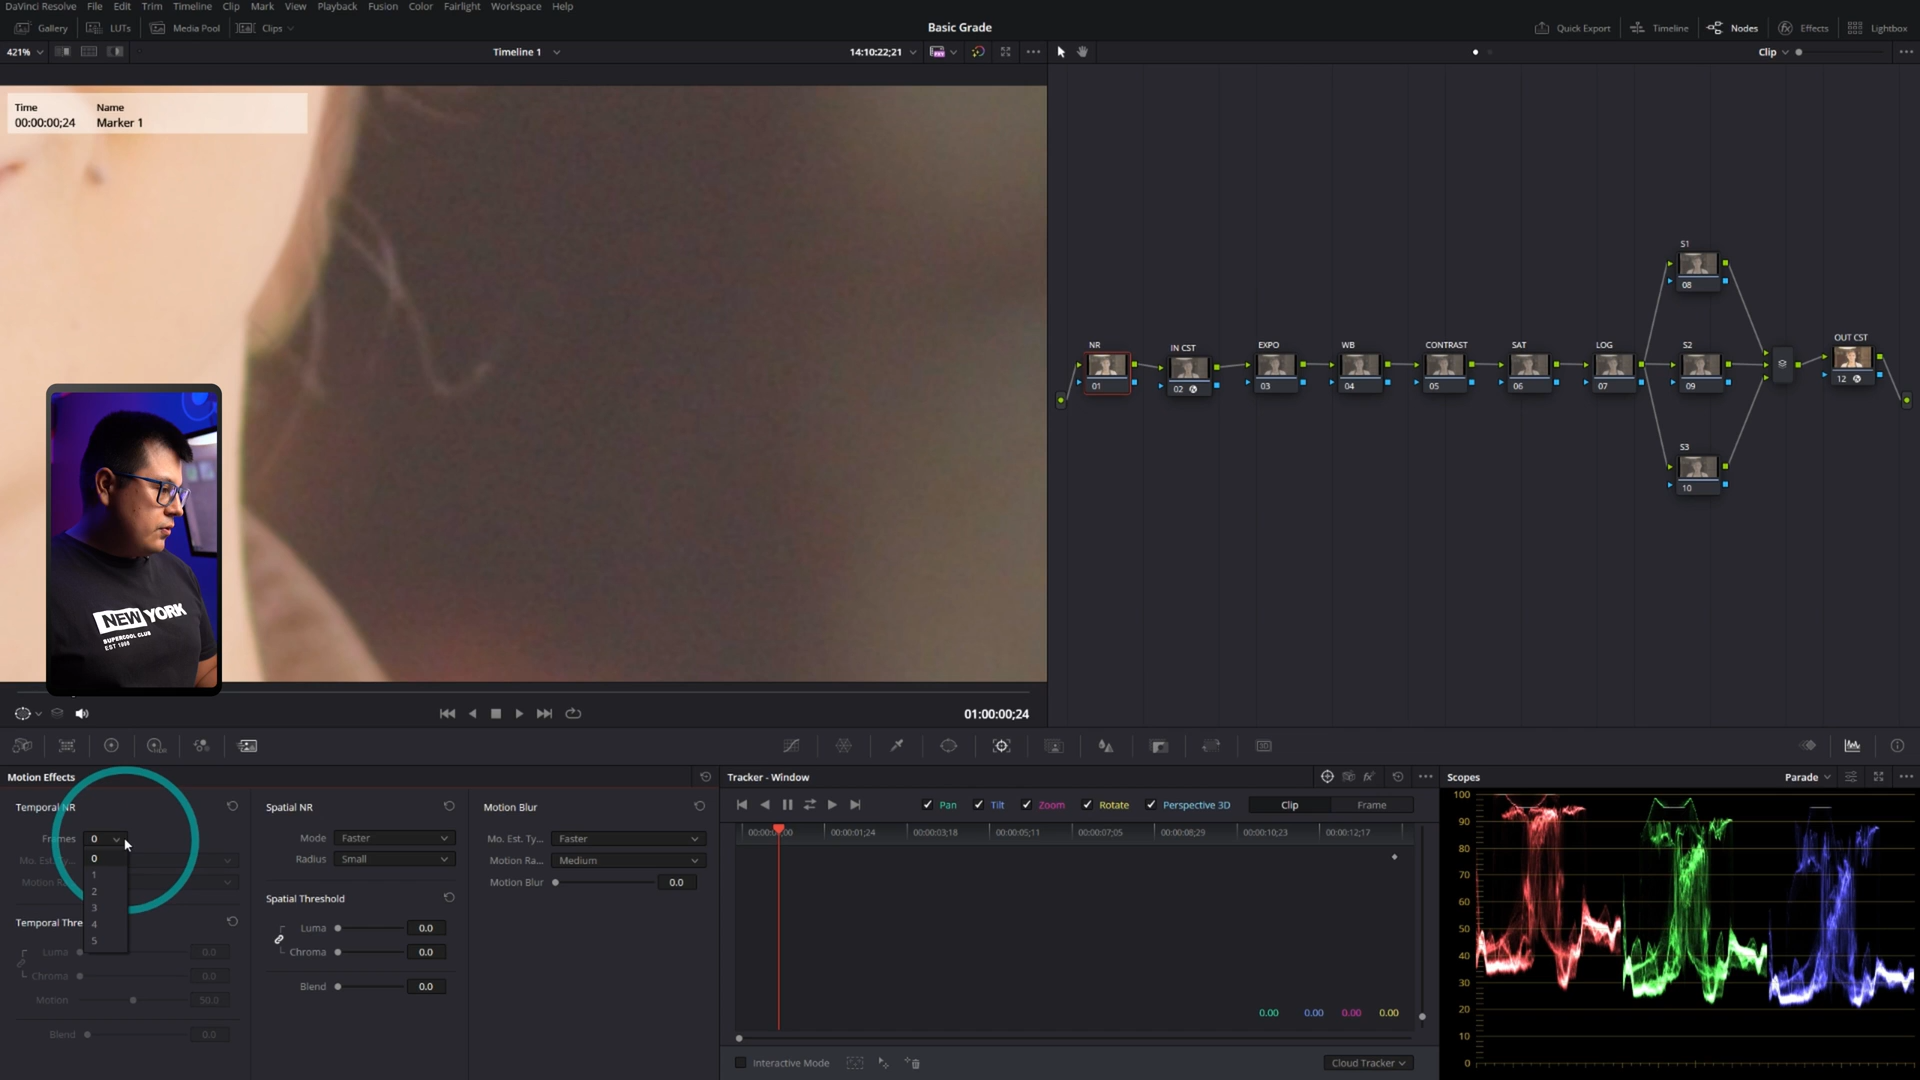 DaVinci Resolve File Edit Trim Timeline Clip Mark View Playback Fusion Color Fairlight Workspace Help
Gallery LUTs Media Pool Clips Basic Grade Quick Export Timeline Nodes Effects Lightbox
421% Timeline 1 14:10:22;21 Clip
Time Name
00:00:00;24 Marker 1
S1
08
NR IN CST EXPO WB CONTRAST SAT LOG S2 OUT CST
01 02 03 04 05 06 07 09 12
S3
10
NEW YORK
SUPERCOOL CLUB
EST 1988
01:00:00;24
HDR
3D
Motion Effects
Temporal NR
Frames 0
0
Mo. Est. Ty...
1
Motion Ra
2
3
Temporal Thre
4
5
Luma 0.0
Chroma 0.0
Motion 50.0
Blend 0.0
Spatial NR
Mode Faster
Radius Small
Spatial Threshold
Luma 0.0
Chroma 0.0
Blend 0.0
Motion Blur
Mo. Est. Ty... Faster
Motion Ra... Medium
Motion Blur 0.0
Tracker - Window
Pan Tilt Zoom Rotate Perspective 3D Clip Frame
00:00:01;24 00:00:03;18 00:00:05;11 00:00:07;05 00:00:08;29 00:00:10;23 00:00:12;17
0.00 0.00 0.00 0.00
Interactive Mode Cloud Tracker
Scopes Parade
100
90
80
70
60
50
40
30
20
10
0